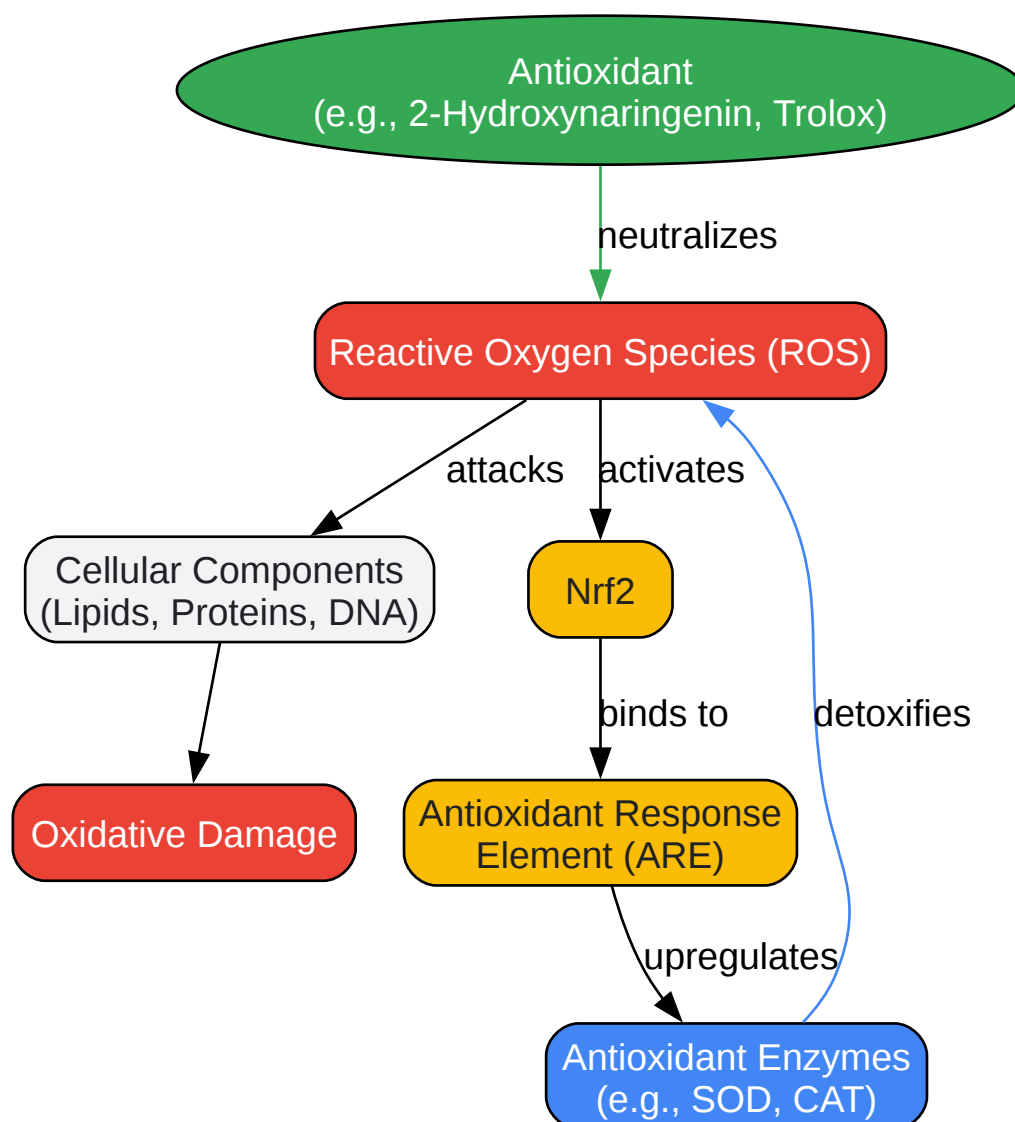 Antioxidant
(e.g., 2-Hydroxynaringenin, Trolox)
neutralizes
Reactive Oxygen Species (ROS)
attacks
activates
Cellular Components
(Lipids, Proteins, DNA)
Nrf2
binds to
detoxifies
Oxidative Damage
Antioxidant Response
Element (ARE)
upregulates
Antioxidant Enzymes
(e.g., SOD, CAT)